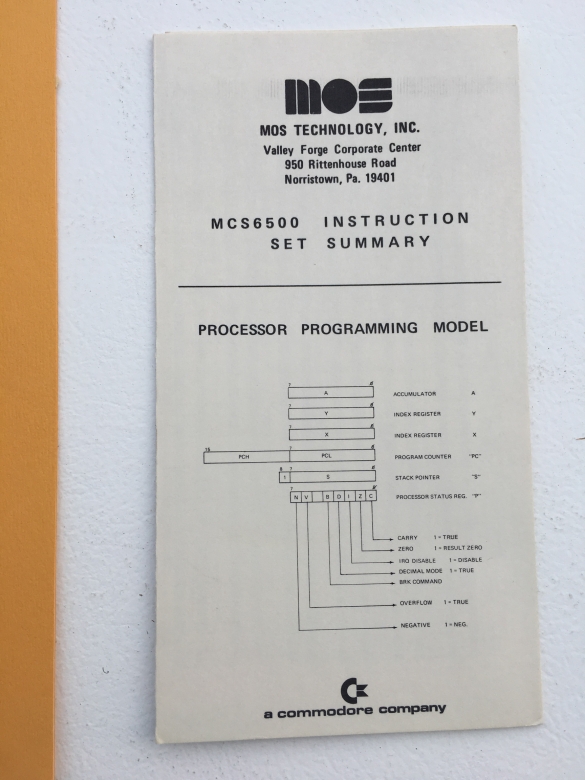 mos
MOS TECHNOLOGY, INC.
Valley Forge Corporate Center
950 Rittenhouse Road
Norristown, Pa. 19401
MCS6500 INSTRUCTION
SET SUMMARY
PROCESSOR PROGRAMMING MODEL
7 0
A ACCUMULATOR A
7 0
Y INDEX REGISTER Y
7 0
X INDEX REGISTER X
15 7 0
PCH PCL PROGRAM COUNTER "PC"
8 7 0
1 S STACK POINTER "S"
7 0
N V B D I Z C PROCESSOR STATUS REG. "P"
CARRY 1 = TRUE
ZERO 1 = RESULT ZERO
IRQ DISABLE 1 = DISABLE
DECIMAL MODE 1 = TRUE
BRK COMMAND
OVERFLOW 1 = TRUE
NEGATIVE 1 = NEG.
a commodore company